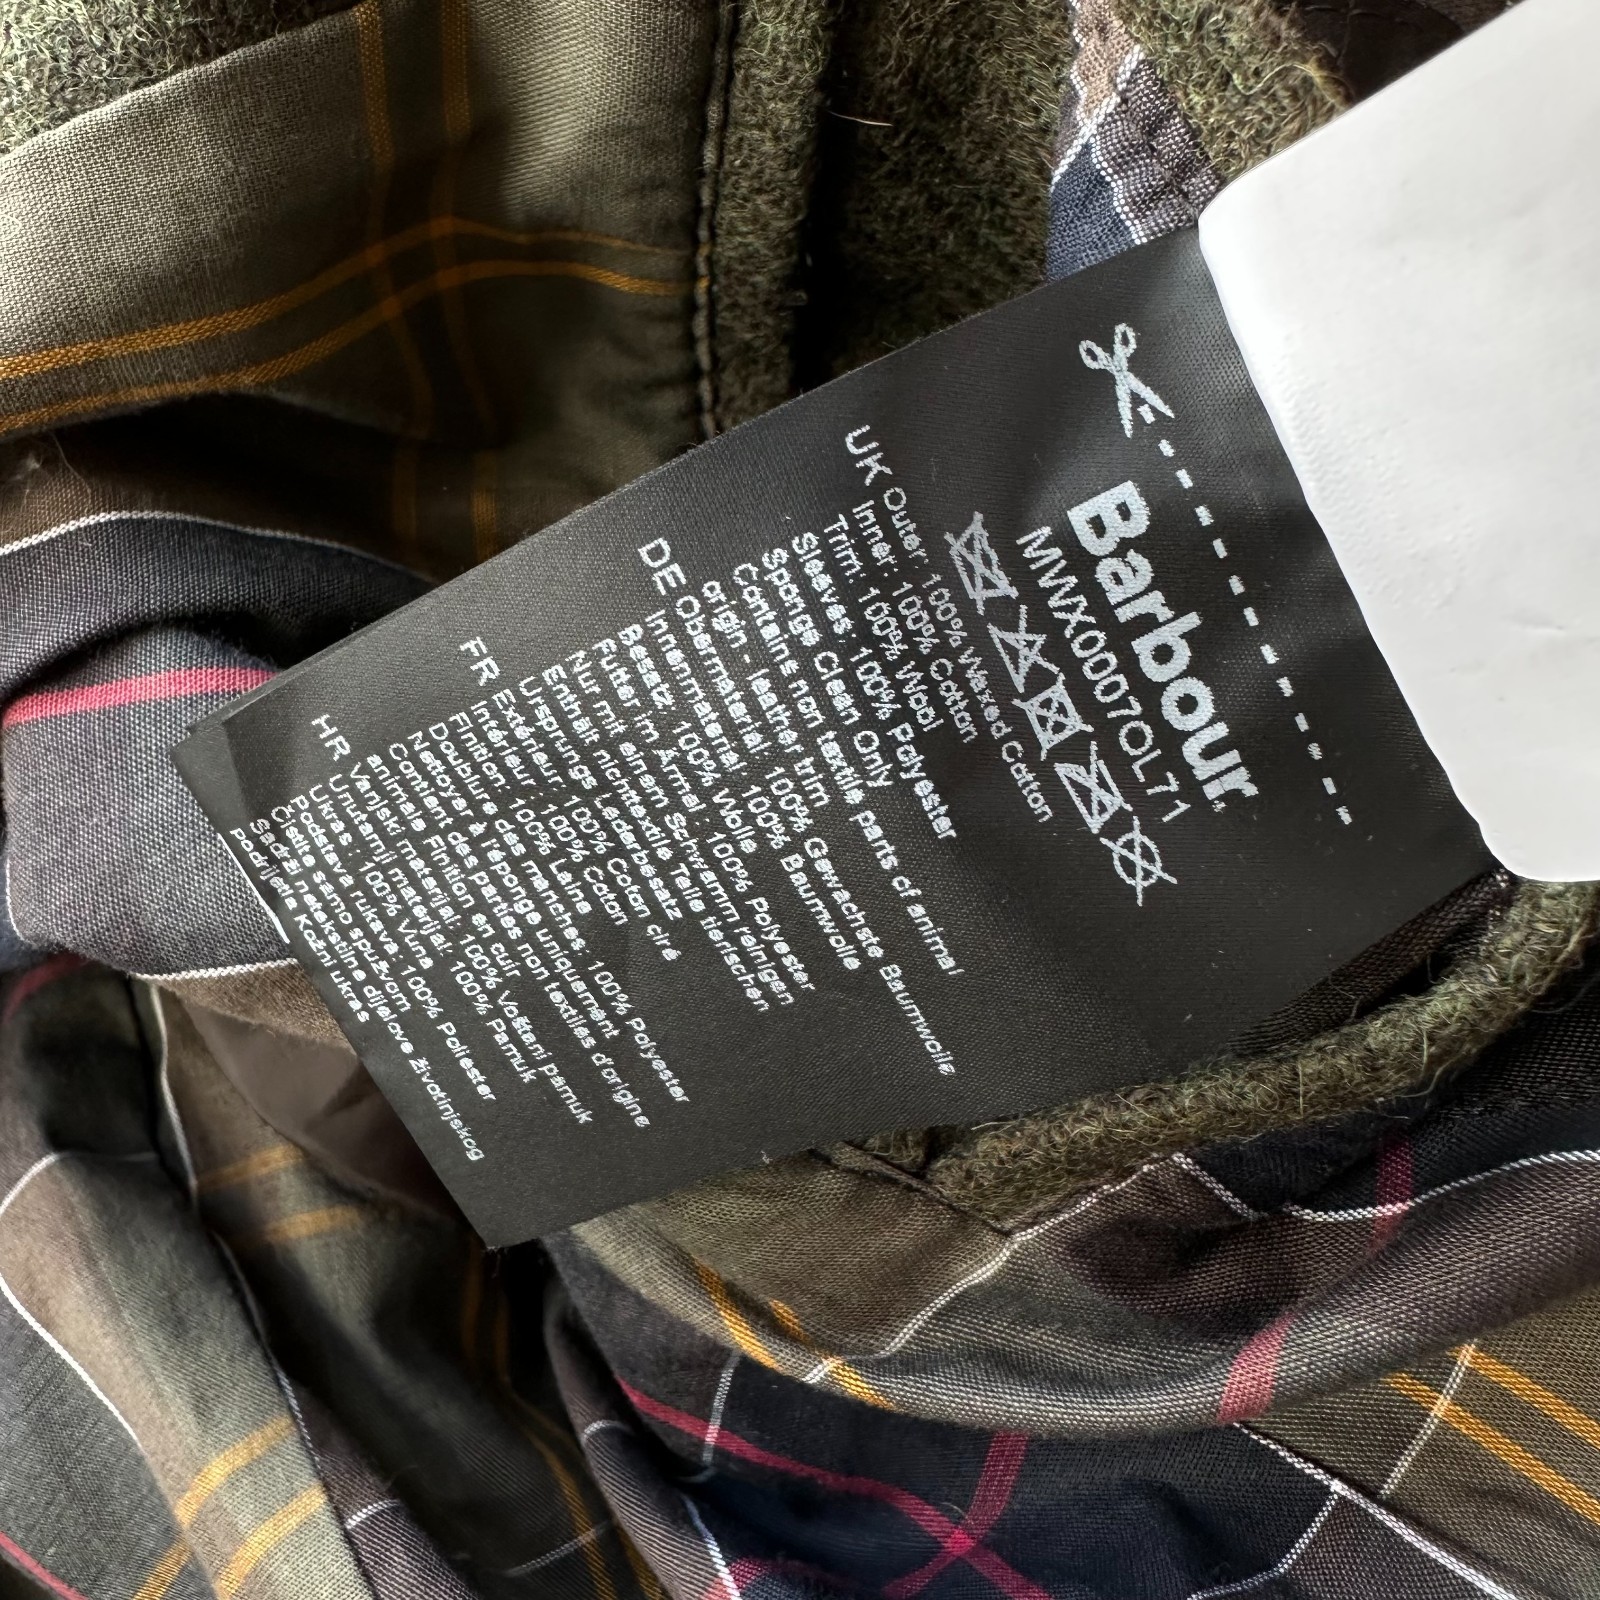 Barbour
MWX0007OL71
UK Outer: 100% Waxed Cotton
Inner: 100% Cotton
Trim: 100% Wool
Sleeves: 100% Polyester
Sponge Clean Only
Contains non textile parts of animal
origin - leather trim
DE Obermaterial: 100% Gewachste Baumwolle
Innenmaterial: 100% Baumwolle
Besatz: 100% Wolle
Futter im Ärmel: 100% Polyester
Nur mit einem Schwamm reinigen
Enthält nichttextile Teile tierischen
Ursprungs Lederbesatz
FR Extérieur: 100% Coton ciré
Intérieur: 100% Coton
Finition: 100% Laine
Doublure des manches: 100% Polyester
Nettoyer à l'éponge uniquement
Contient des parties non textiles d'origine
animale Finition en cuir
HR Vanjski materijal: 100% Voštani pamuk
Unutarnji materijal: 100% Pamuk
Ukras: 100% Vuna
Podstava rukava: 100% Poliester
Čistite samo spužvom
Sadrži netekstilne dijelove životinjskog
podrijetla Kožni ukras